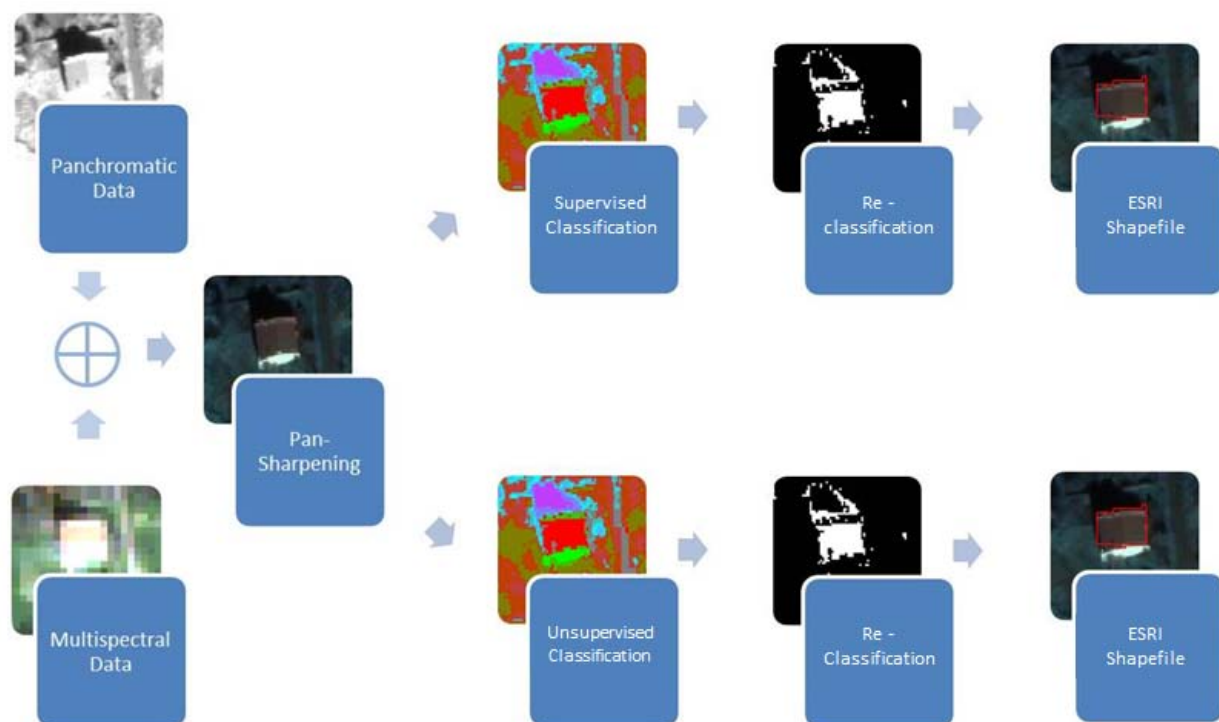 Panchromatic
Data
Multispectral
Data
Pan-
Sharpening
Supervised
Classification
Re -
classification
ESRI
Shapefile
Unsupervised
Classification
Re -
Classification
ESRI
Shapefile